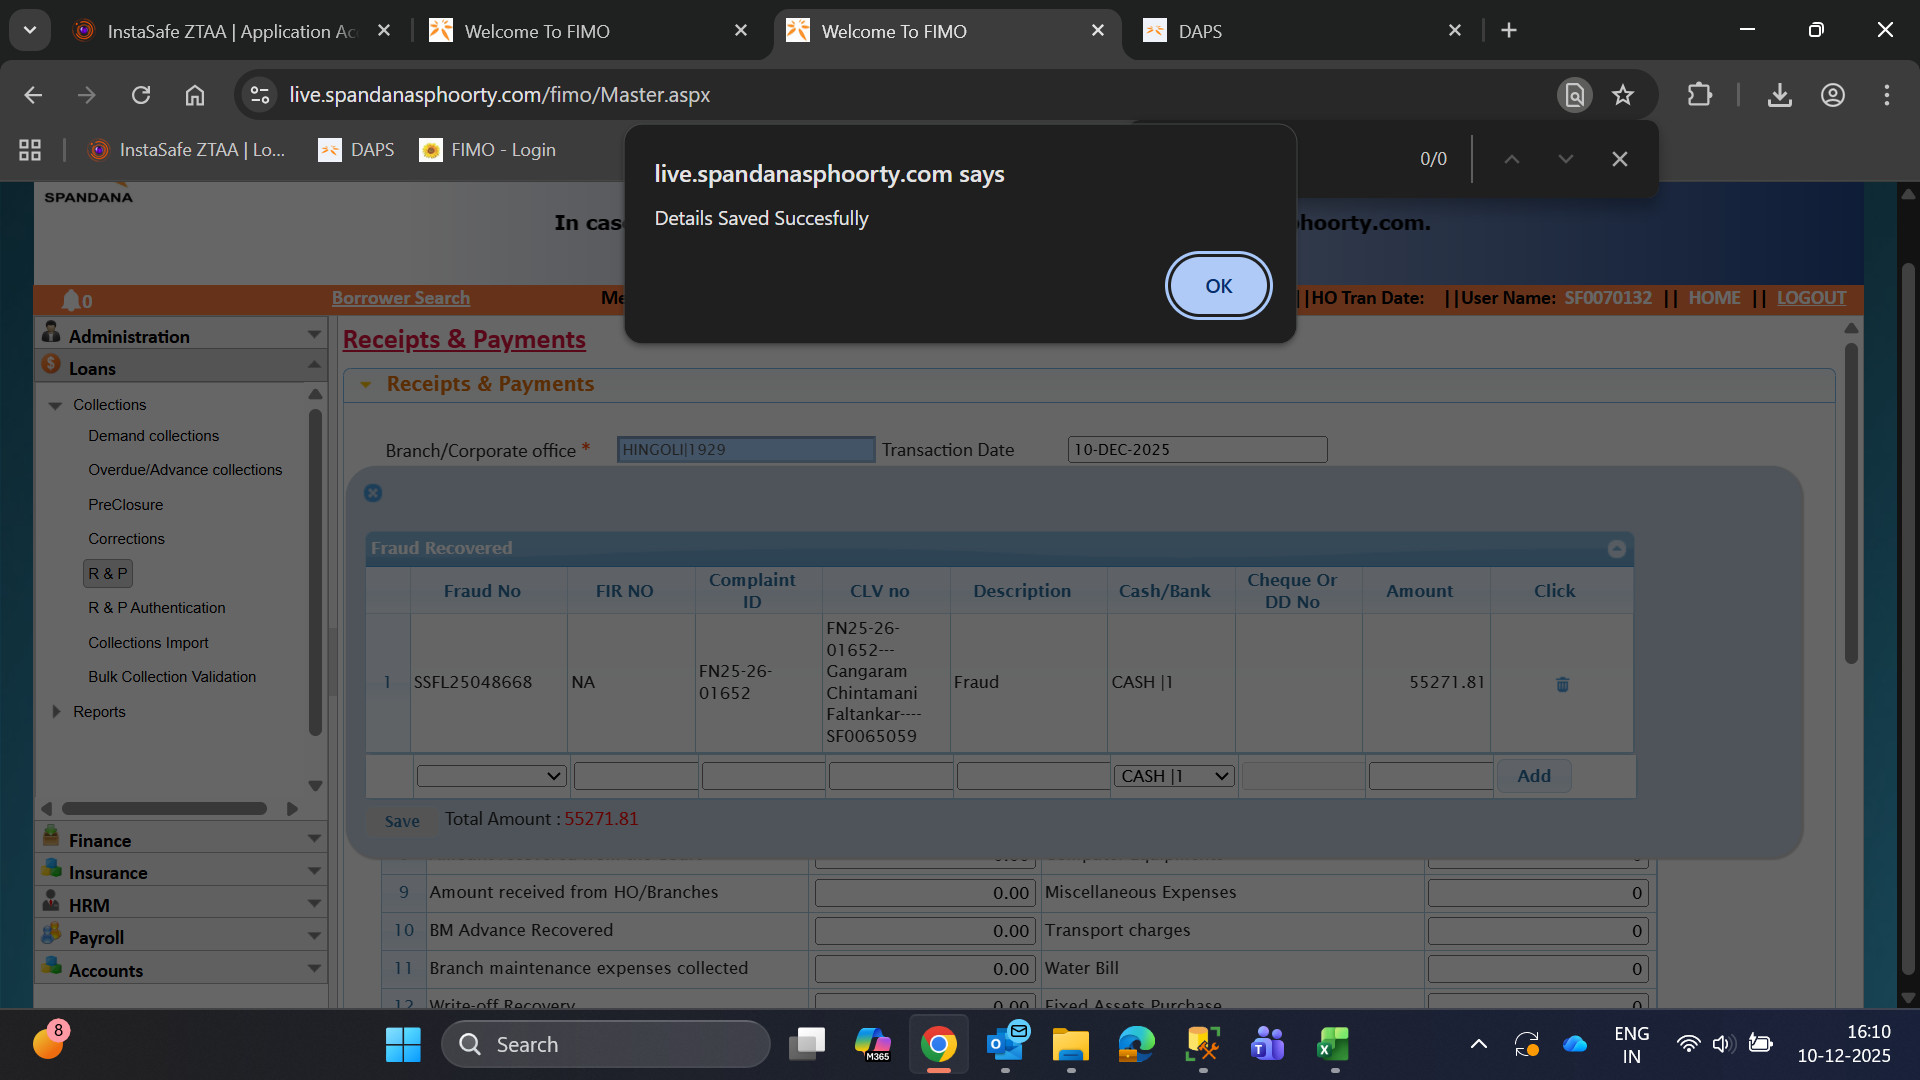 InstaSafe ZTAA | Application Acc
Welcome To FIMO
Welcome To FIMO
DAPS
live.spandanasphoorty.com/fimo/Master.aspx
InstaSafe ZTAA | Lo...
DAPS
FIMO - Login
0/0
live.spandanasphoorty.com says
Details Saved Succesfully
OK
SPANDANA
In cas
hoorty.com.
0
Borrower Search
Me
||HO Tran Date: ||User Name: SF0070132 || HOME || LOGOUT
Administration
Loans
Collections
Demand collections
Overdue/Advance collections
PreClosure
Corrections
R & P
R & P Authentication
Collections Import
Bulk Collection Validation
Reports
Finance
Insurance
HRM
Payroll
Accounts
Receipts & Payments
Receipts & Payments
Branch/Corporate office * HINGOLI|1929 Transaction Date 10-DEC-2025
Fraud Recovered
Fraud No FIR NO Complaint ID CLV no Description Cash/Bank Cheque Or DD No Amount Click
1 SSFL25048668 NA FN25-26-01652 FN25-26-01652---Gangaram Chintamani Faltankar----SF0065059 Fraud CASH |1 55271.81
CASH |1 Add
Save Total Amount : 55271.81
9 Amount received from HO/Branches 0.00 Miscellaneous Expenses 0
10 BM Advance Recovered 0.00 Transport charges 0
11 Branch maintenance expenses collected 0.00 Water Bill 0
12 Write-off Recovery 0.00 Fixed Assets Purchase 0
8
Search
M365
ENG
IN
16:10
10-12-2025